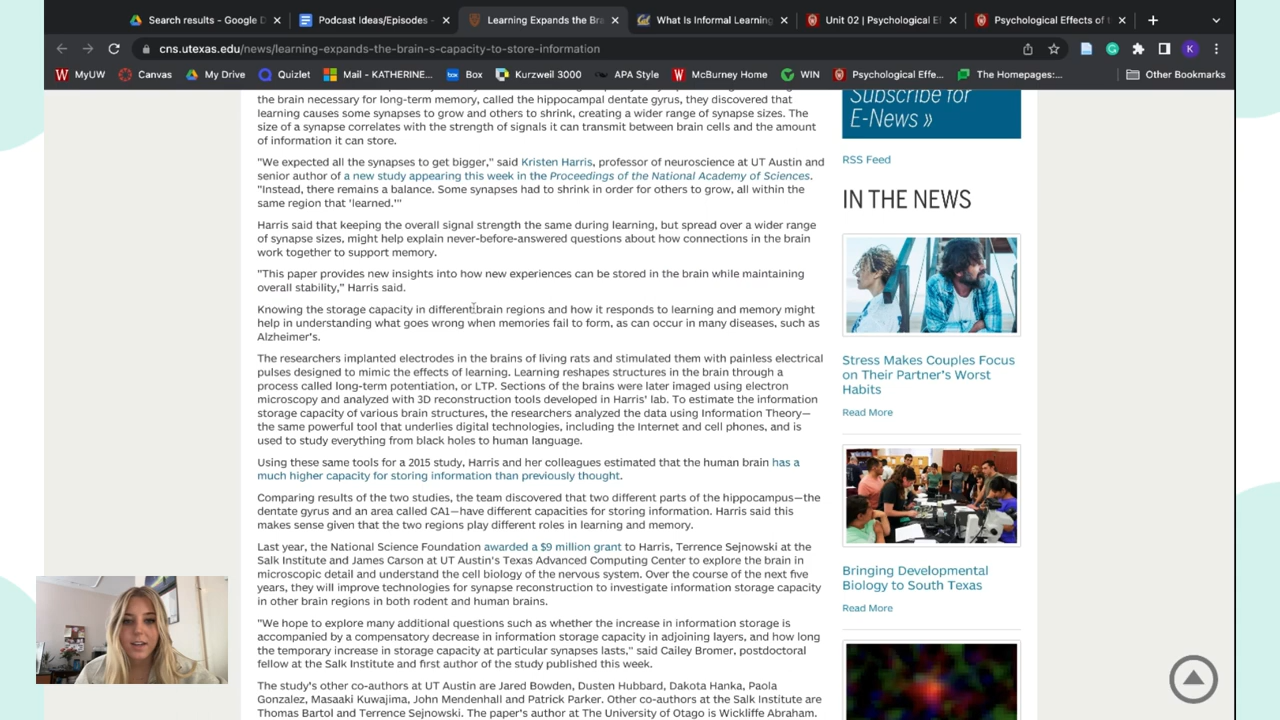 Search results - Google D
Podcast Ideas/Episodes -
Learning Expands the Bra
What Is Informal Learning
Unit 02 | Psychological Ef
Psychological Effects of t
cns.utexas.edu/news/learning-expands-the-brain-s-capacity-to-store-information
K
MyUW
Canvas
My Drive
Quizlet
Mail - KATHERINE...
Box
Kurzweil 3000
APA Style
McBurney Home
WIN
Psychological Effe...
The Homepages:...
Other Bookmarks
the brain necessary for long-term memory, called the hippocampal dentate gyrus, they discovered that
learning causes some synapses to grow and others to shrink, creating a wider range of synapse sizes. The
size of a synapse correlates with the strength of signals it can transmit between brain cells and the amount
of information it can store.
"We expected all the synapses to get bigger," said Kristen Harris, professor of neuroscience at UT Austin and
senior author of a new study appearing this week in the Proceedings of the National Academy of Sciences.
"Instead, there remains a balance. Some synapses had to shrink in order for others to grow, all within the
same region that 'learned.'"
Harris said that keeping the overall signal strength the same during learning, but spread over a wider range
of synapse sizes, might help explain never-before-answered questions about how connections in the brain
work together to support memory.
"This paper provides new insights into how new experiences can be stored in the brain while maintaining
overall stability," Harris said.
Knowing the storage capacity in different brain regions and how it responds to learning and memory might
help in understanding what goes wrong when memories fail to form, as can occur in many diseases, such as
Alzheimer's.
The researchers implanted electrodes in the brains of living rats and stimulated them with painless electrical
pulses designed to mimic the effects of learning. Learning reshapes structures in the brain through a
process called long-term potentiation, or LTP. Sections of the brains were later imaged using electron
microscopy and analyzed with 3D reconstruction tools developed in Harris' lab. To estimate the information
storage capacity of various brain structures, the researchers analyzed the data using Information Theory—
the same powerful tool that underlies digital technologies, including the Internet and cell phones, and is
used to study everything from black holes to human language.
Using these same tools for a 2015 study, Harris and her colleagues estimated that the human brain has a
much higher capacity for storing information than previously thought.
Comparing results of the two studies, the team discovered that two different parts of the hippocampus—the
dentate gyrus and an area called CA1—have different capacities for storing information. Harris said this
makes sense given that the two regions play different roles in learning and memory.
Last year, the National Science Foundation awarded a $9 million grant to Harris, Terrence Sejnowski at the
Salk Institute and James Carson at UT Austin's Texas Advanced Computing Center to explore the brain in
microscopic detail and understand the cell biology of the nervous system. Over the course of the next five
years, they will improve technologies for synapse reconstruction to investigate information storage capacity
in other brain regions in both rodent and human brains.
"We hope to explore many additional questions such as whether the increase in information storage is
accompanied by a compensatory decrease in information storage capacity in adjoining layers, and how long
the temporary increase in storage capacity at particular synapses lasts," said Cailey Bromer, postdoctoral
fellow at the Salk Institute and first author of the study published this week.
The study's other co-authors at UT Austin are Jared Bowden, Dusten Hubbard, Dakota Hanka, Paola
Gonzalez, Masaaki Kuwajima, John Mendenhall and Patrick Parker. Other co-authors at the Salk Institute are
Thomas Bartol and Terrence Sejnowski. The paper's author at The University of Otago is Wickliffe Abraham.
Subscribe for
E-News »
RSS Feed
IN THE NEWS
Stress Makes Couples Focus
on Their Partner's Worst
Habits
Read More
Bringing Developmental
Biology to South Texas
Read More